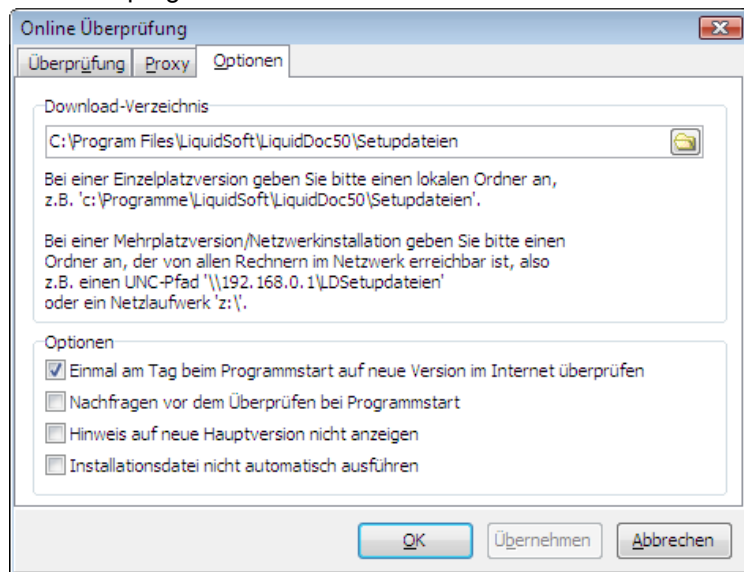 Online Überprüfung
Überprüfung Proxy Optionen
Download-Verzeichnis
C:\Program Files\LiquidSoft\LiquidDoc50\Setupdateien
Bei einer Einzelplatzversion geben Sie bitte einen lokalen Ordner an,
z.B. 'c:\Programme\LiquidSoft\LiquidDoc50\Setupdateien'.
Bei einer Mehrplatzversion/Netzwerkinstallation geben Sie bitte einen
Ordner an, der von allen Rechnern im Netzwerk erreichbar ist, also
z.B. einen UNC-Pfad '\\192.168.0.1\LDSetupdateien'
oder ein Netzlaufwerk 'z:\'.
Optionen
Einmal am Tag beim Programmstart auf neue Version im Internet überprüfen
Nachfragen vor dem Überprüfen bei Programmstart
Hinweis auf neue Hauptversion nicht anzeigen
Installationsdatei nicht automatisch ausführen
OK Übernehmen Abbrechen